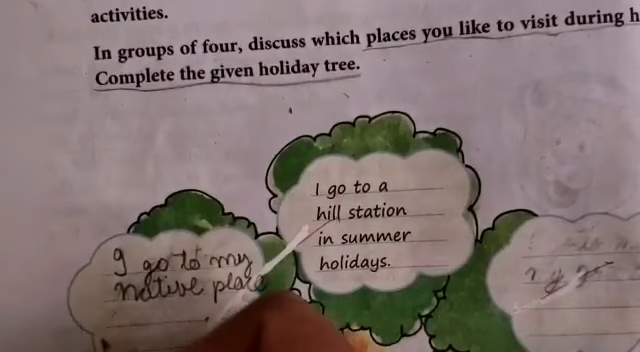 activities.
In groups of four, discuss which places you like to visit during h
Complete the given holiday tree.
I go to a
hill station
in summer
holidays.
I go to my
native place